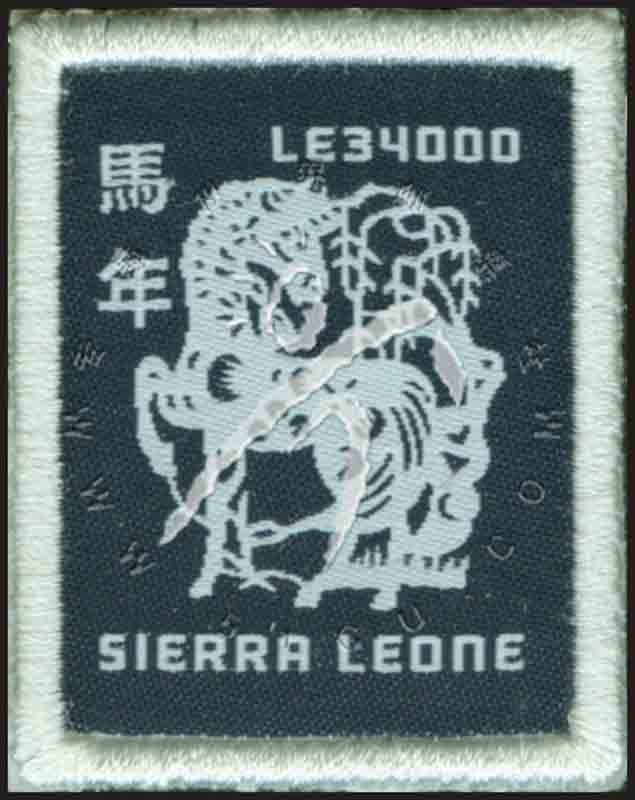 LE34000
馬
年
SIERRA LEONE